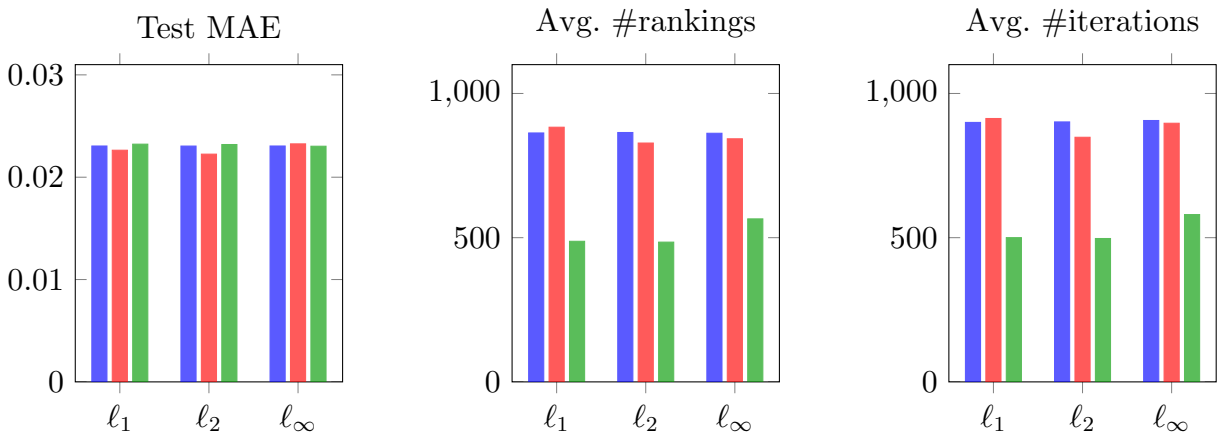 Test MAE
0.03
0.02
0.01
0
ℓ₁ ℓ₂ ℓ∞
Avg. #rankings
1,000
500
0
ℓ₁ ℓ₂ ℓ∞
Avg. #iterations
1,000
500
0
ℓ₁ ℓ₂ ℓ∞